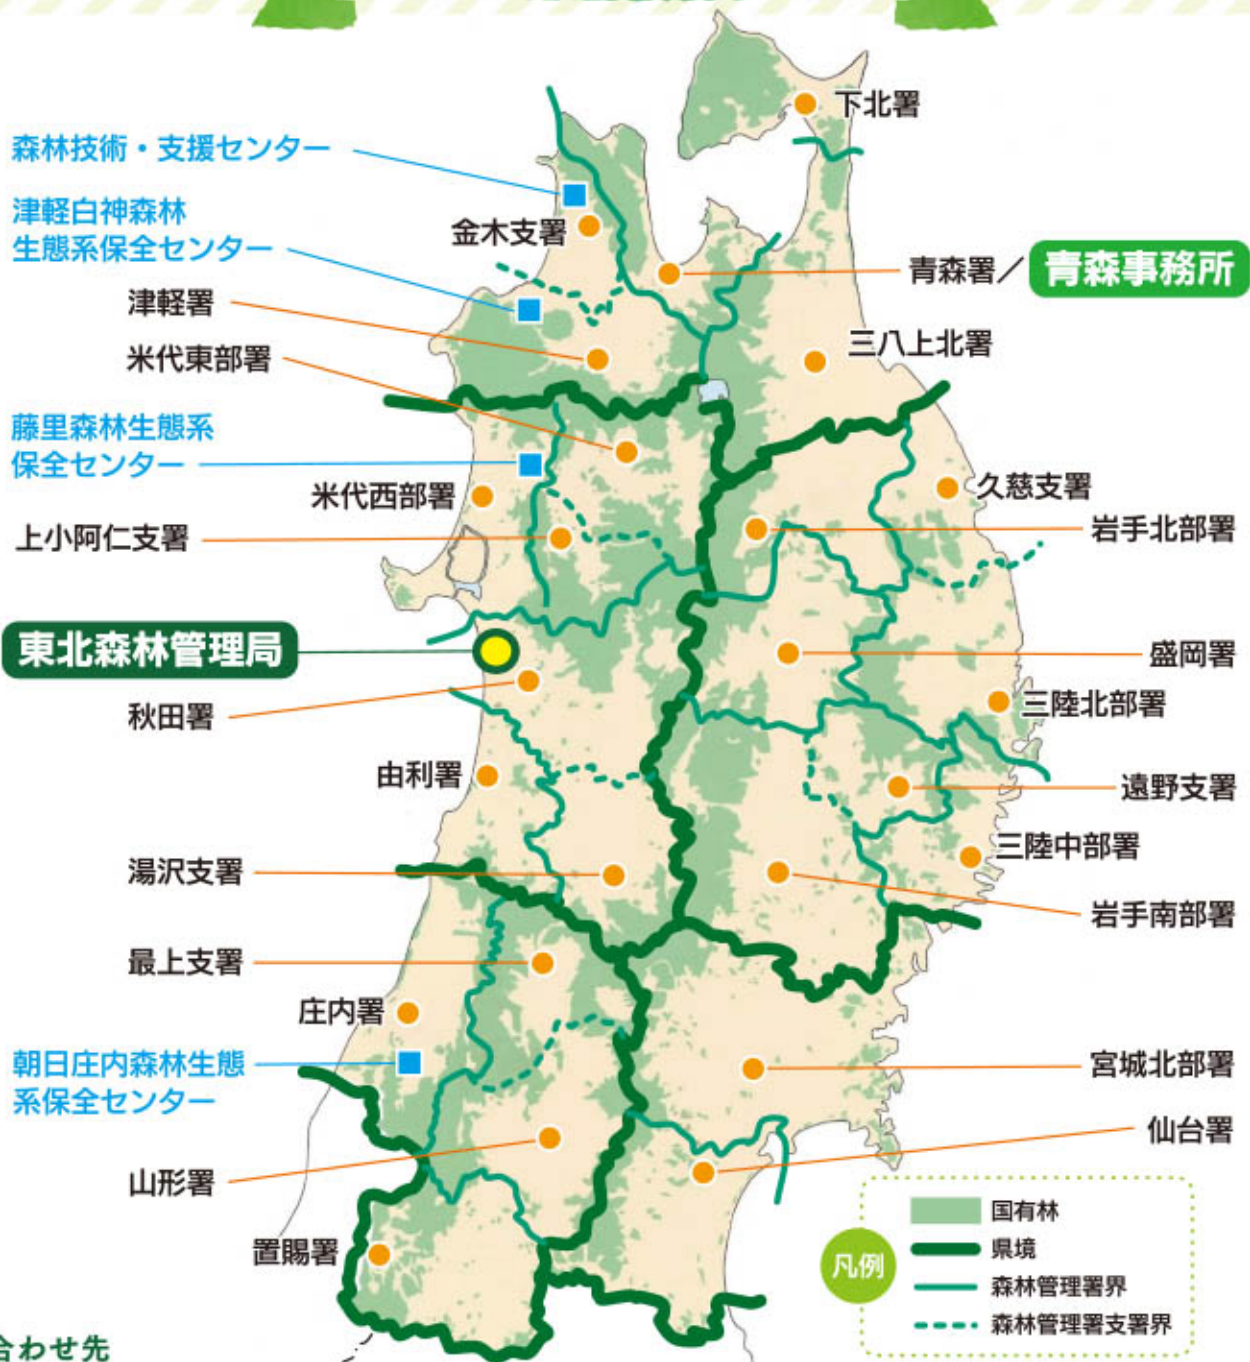 下北署
森林技術・支援センター
津軽白神森林
生態系保全センター
金木支署
青森署／
青森事務所
津軽署
米代東部署
三八上北署
藤里森林生態系
保全センター
米代西部署
久慈支署
上小阿仁支署
岩手北部署
東北森林管理局
盛岡署
秋田署
三陸北部署
由利署
遠野支署
湯沢支署
三陸中部署
岩手南部署
最上支署
庄内署
朝日庄内森林生態
系保全センター
宮城北部署
仙台署
山形署
置賜署
凡例
国有林
県境
森林管理署界
森林管理署支署界
合わせ先